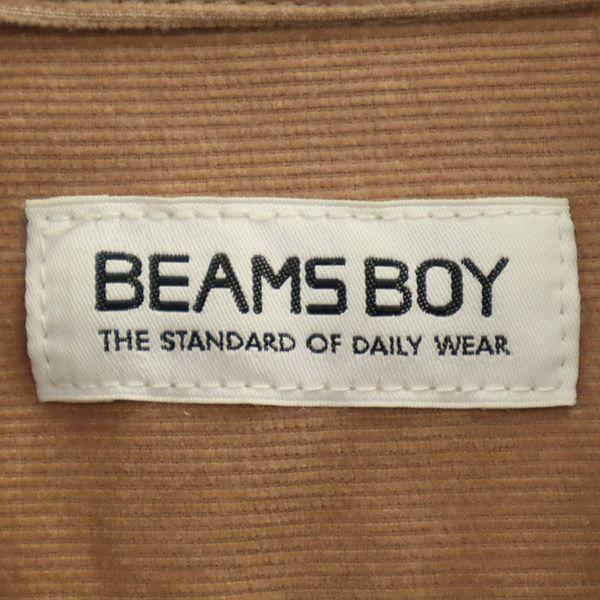 BEAMS BOY
THE STANDARD OF DAILY WEAR